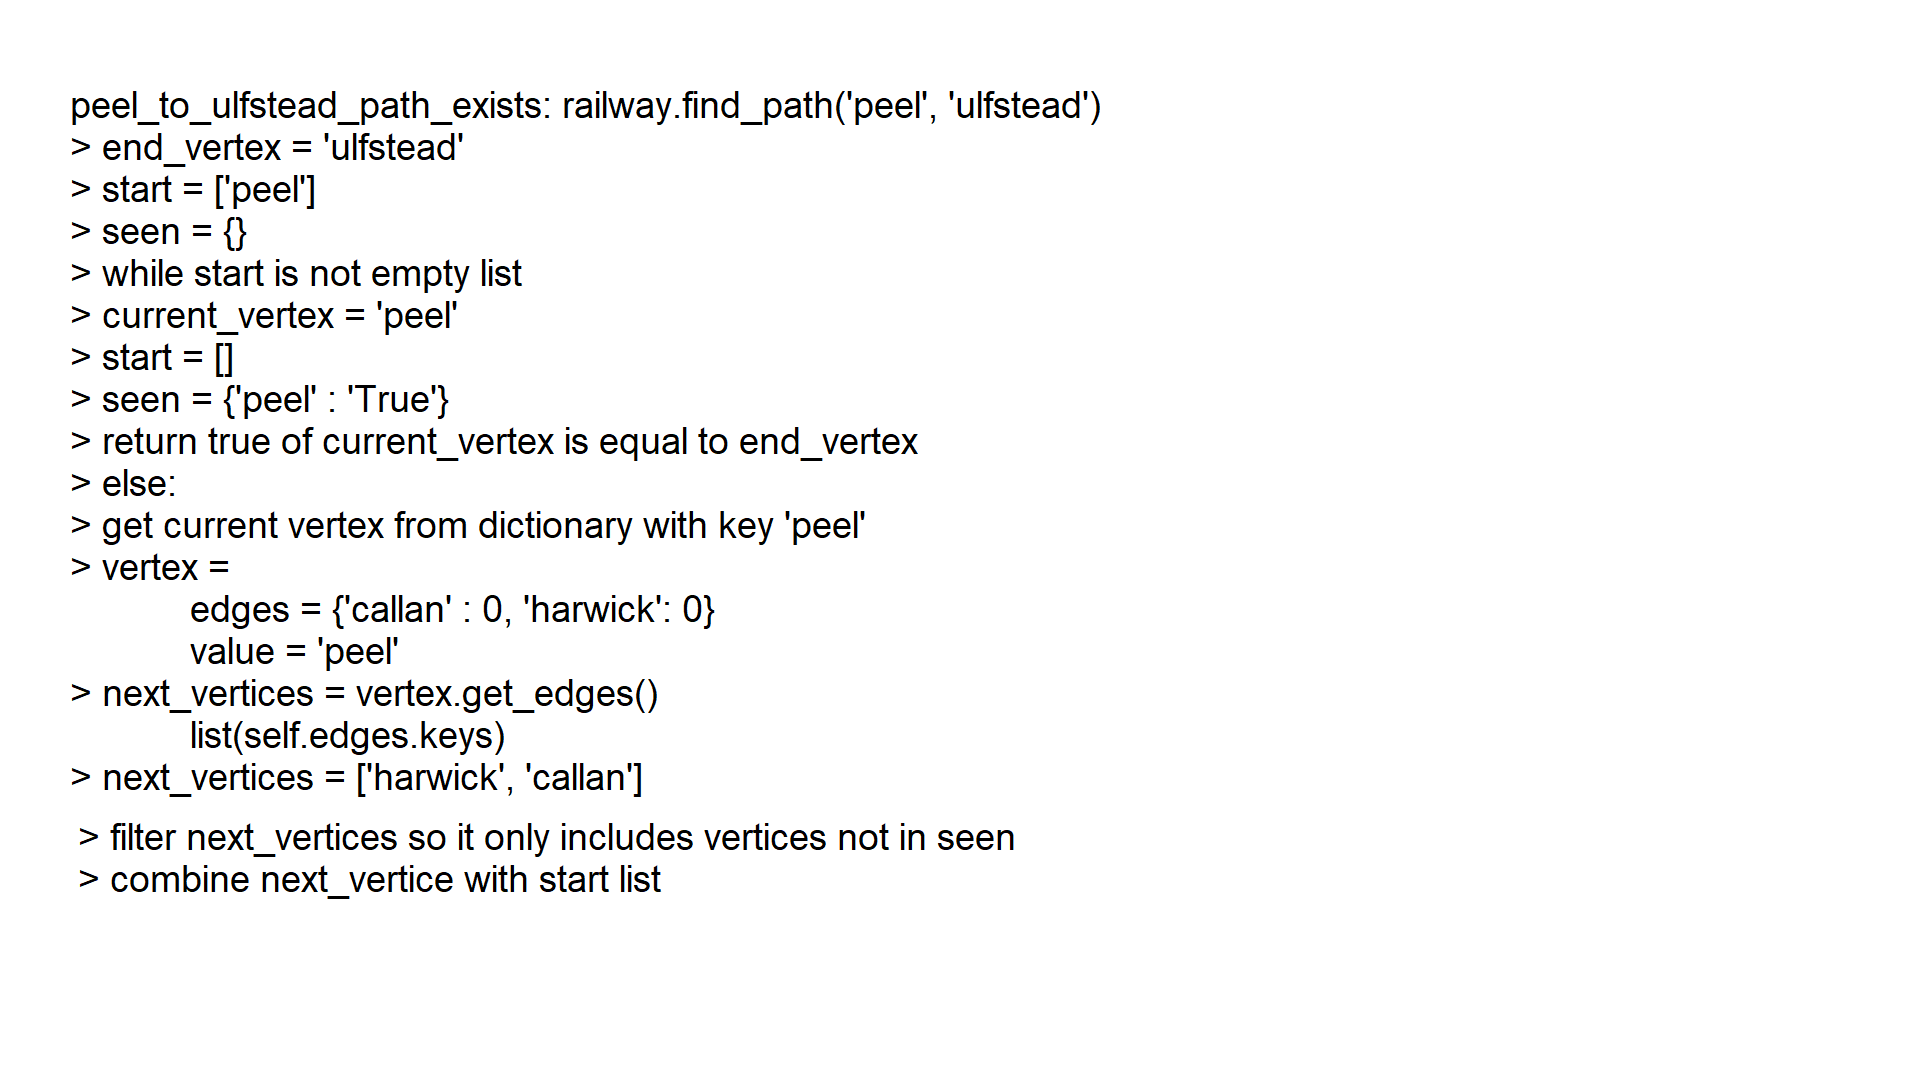 peel_to_ulfstead_path_exists: railway.find_path('peel', 'ulfstead')
> end_vertex = 'ulfstead'
> start = ['peel']
> seen = {}
> while start is not empty list
> current_vertex = 'peel'
> start = []
> seen = {'peel' : 'True'}
> return true of current_vertex is equal to end_vertex
> else:
> get current vertex from dictionary with key 'peel'
> vertex =
edges = {'callan' : 0, 'harwick': 0}
value = 'peel'
> next_vertices = vertex.get_edges()
list(self.edges.keys)
> next_vertices = ['harwick', 'callan']
> filter next_vertices so it only includes vertices not in seen
> combine next_vertice with start list